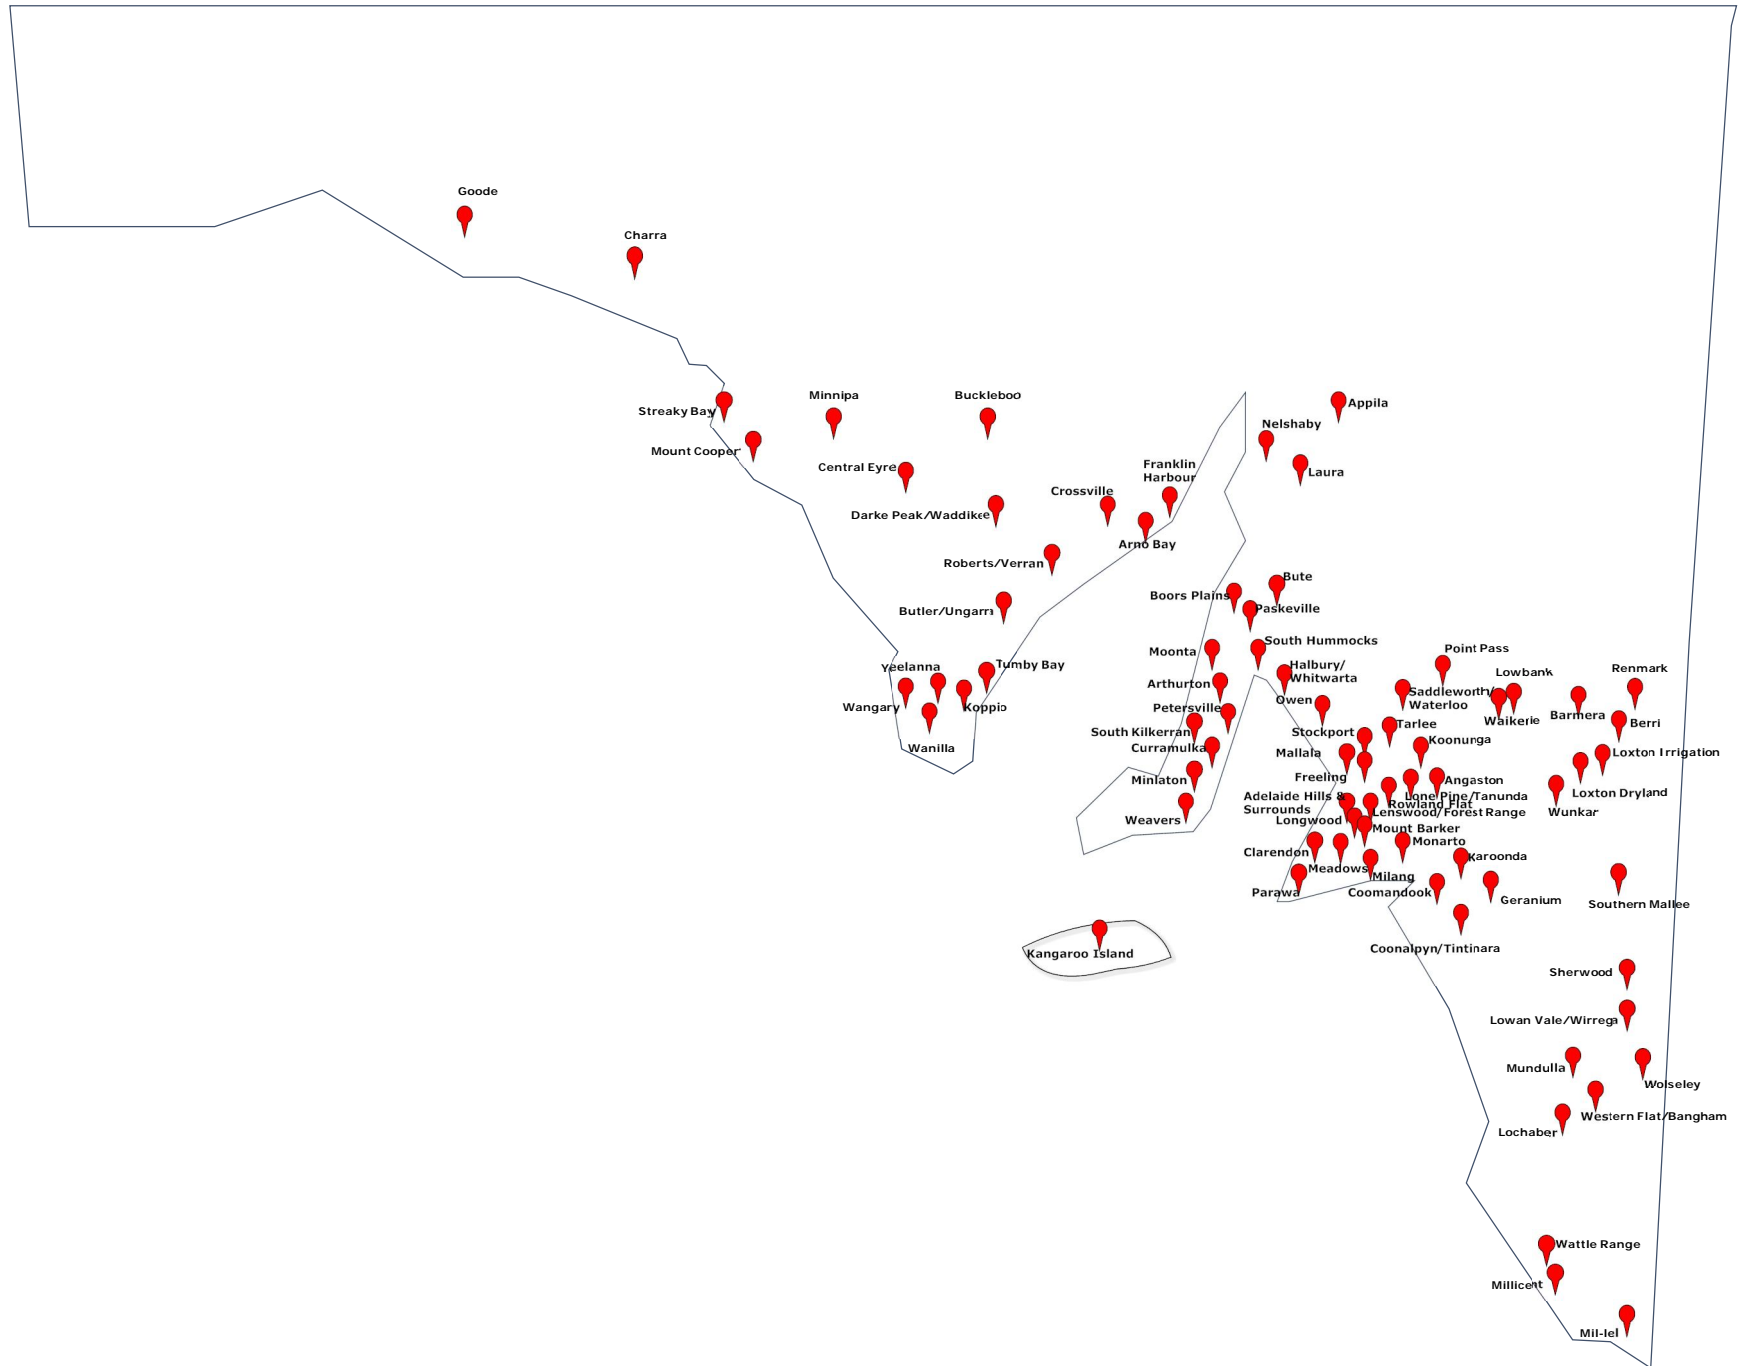 Goode
Charra
Streaky Bay
Mount Cooper
Minnipa
Central Eyre
Buckleboo
Darke Peak/Waddikee
Crossville
Franklin
Harbour
Arno Bay
Roberts/Verran
Butler/Ungarra
Yeelanna
Tumby Bay
Wangary
Koppio
Wanilla
Appila
Nelshaby
Laura
Bute
Boors Plains
Paskeville
South Hummocks
Moonta
Halbury/
Whitwarta
Arthurton
Owen
Petersville
South Kilkerran
Curramulka
Minlaton
Weavers
Point Pass
Saddleworth/
Waterloo
Lowbank
Waikerie
Renmark
Barmera
Berri
Tarlee
Stockport
Koonunga
Mallala
Loxton Irrigation
Freeling
Angaston
Loxton Dryland
Lone Pine/Tanunda
Adelaide Hills &
Surrounds
Rowland Flat
Lenswood/Forest Range
Wunkar
Longwood
Mount Barker
Monarto
Clarendon
Meadows
Karoonda
Milang
Parawa
Coomandook
Geranium
Southern Mallee
Coonalpyn/Tintinara
Kangaroo Island
Sherwood
Lowan Vale/Wirrega
Mundulla
Wolseley
Western Flat/Bangham
Lochaber
Wattle Range
Millicent
Mil-lel